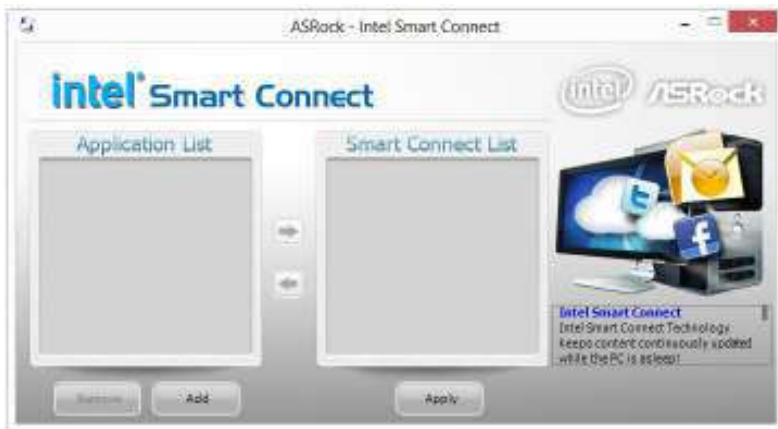 ASRock - Intel Smart Connect
intel Smart Connect
intel ASRock
Application List
Smart Connect List
Intel Smart Connect
Intel Smart Connect Technology
keeps content continuously updated
while the PC is asleep!
Remove
Add
Apply